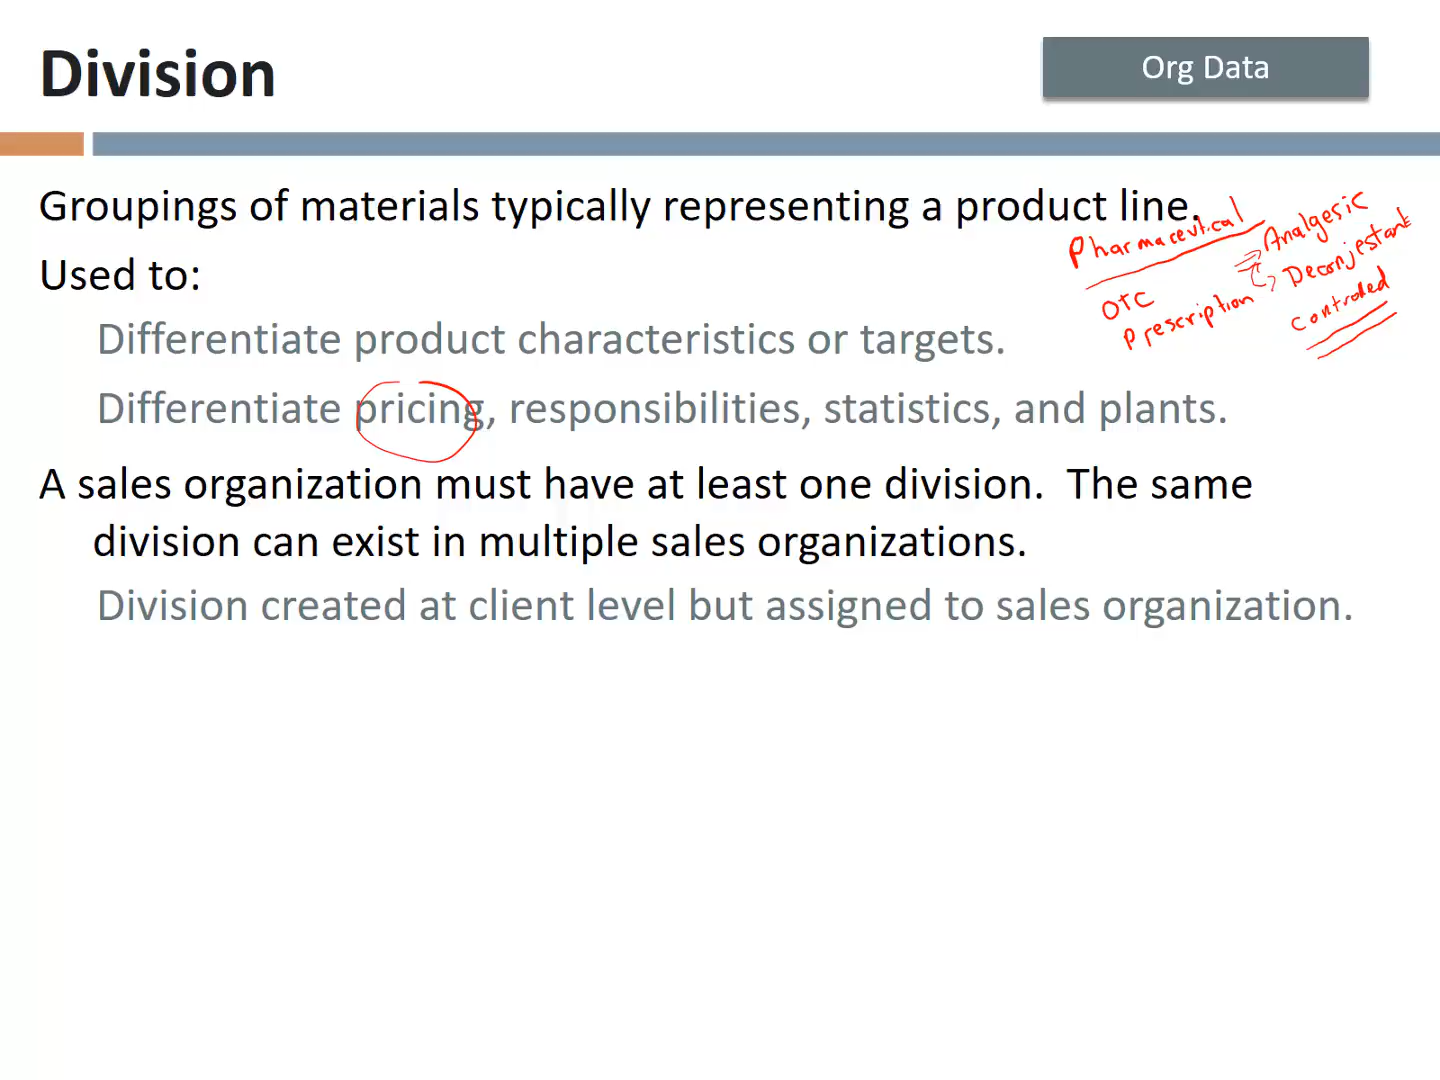 Division
Org Data
Groupings of materials typically representing a product line.
Used to:
Differentiate product characteristics or targets.
Differentiate pricing, responsibilities, statistics, and plants.
A sales organization must have at least one division. The same
division can exist in multiple sales organizations.
Division created at client level but assigned to sales organization.
Pharmaceutical
OTC
Prescription
Analgesic
Deconjestant
controlled